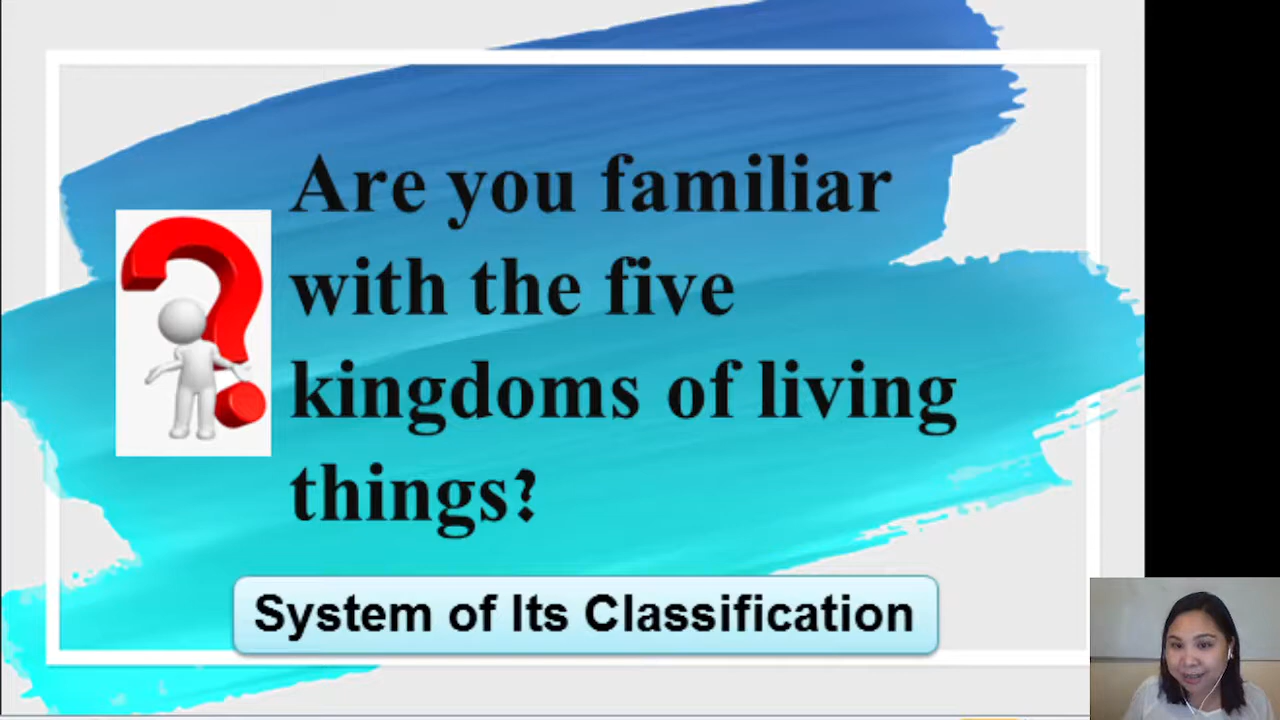 Are you familiar
with the five
kingdoms of living
things?
System of Its Classification